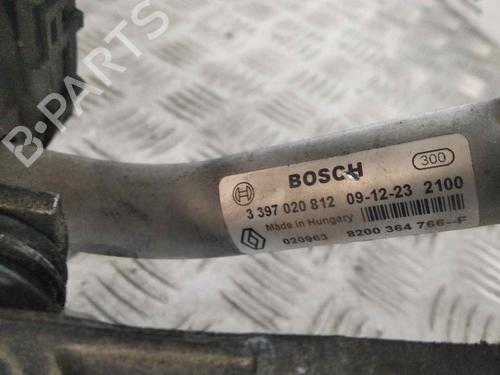 B-PARTS
BOSCH 300
3 397 020 812 09-12-23 2100
Made in Hungary
020963 8200 364 766--F